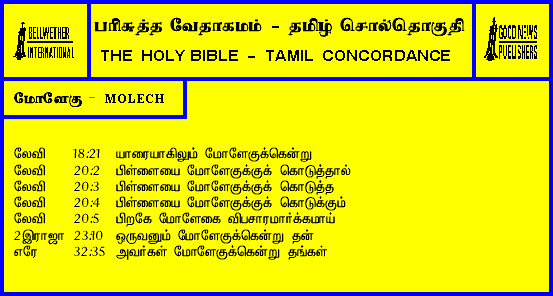 BELLWETHER
INTERNATIONAL
பரிசுத்த வேதாகமம் - தமிழ் சொல்தொகுதி
THE HOLY BIBLE - TAMIL CONCORDANCE
GOOD NEWS
PUBLISHERS
மோளேகு - MOLECH
லேவி 18:21 யாரையாகிலும் மோளேகுக்கென்று
லேவி 20:2 பிள்ளையை மோளேகுக்குக் கொடுத்தால்
லேவி 20:3 பிள்ளையை மோளேகுக்குக் கொடுத்த
லேவி 20:4 பிள்ளையை மோளேகுக்குக் கொடுக்கும்
லேவி 20:5 பிறகே மோளேகை விபசாரமார்க்கமாய்
2இராஜா 23:10 ஒருவனும் மோளேகுக்கென்று தன்
எரே 32:35 அவர்கள் மோளேகுக்கென்று தங்கள்